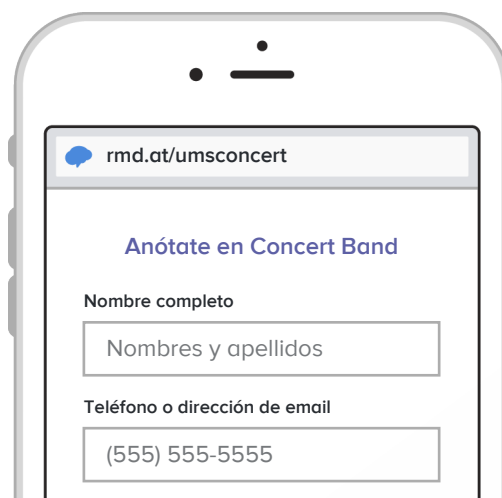 rmd.at/umsconcert
Anótate en Concert Band
Nombre completo
Nombres y apellidos
Teléfono o dirección de email
(555) 555-5555